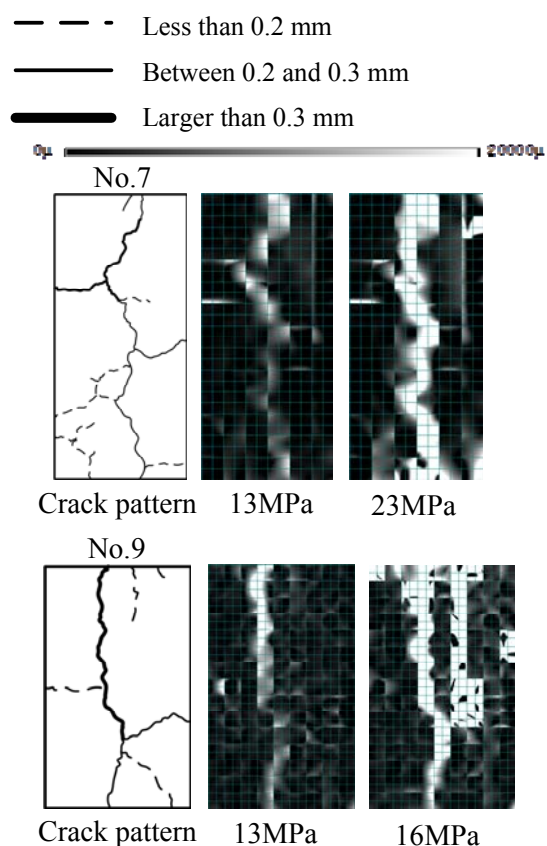 Less than 0.2 mm
Between 0.2 and 0.3 mm
Larger than 0.3 mm
0μ 20000μ
No.7
Crack pattern 13MPa 23MPa
No.9
Crack pattern 13MPa 16MPa